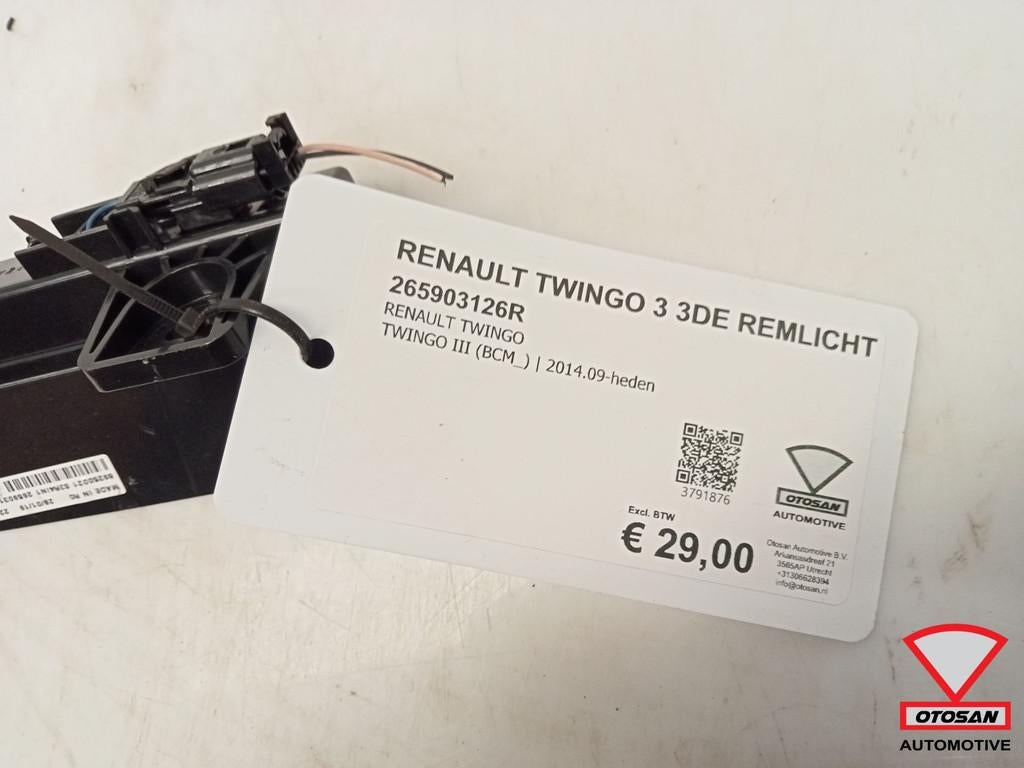 RENAULT TWINGO 3 3DE REMLICHT
265903126R
RENAULT TWINGO
TWINGO III (BCM_) | 2014.09-heden
3791876
OTOSAN
AUTOMOTIVE
Excl. BTW
€ 29,00
Otosan Automotive B.V.
Arkansasdreef 21
3565AP Utrecht
+31306628394
info@otosan.nl
MADE IN
OTOSAN
AUTOMOTIVE